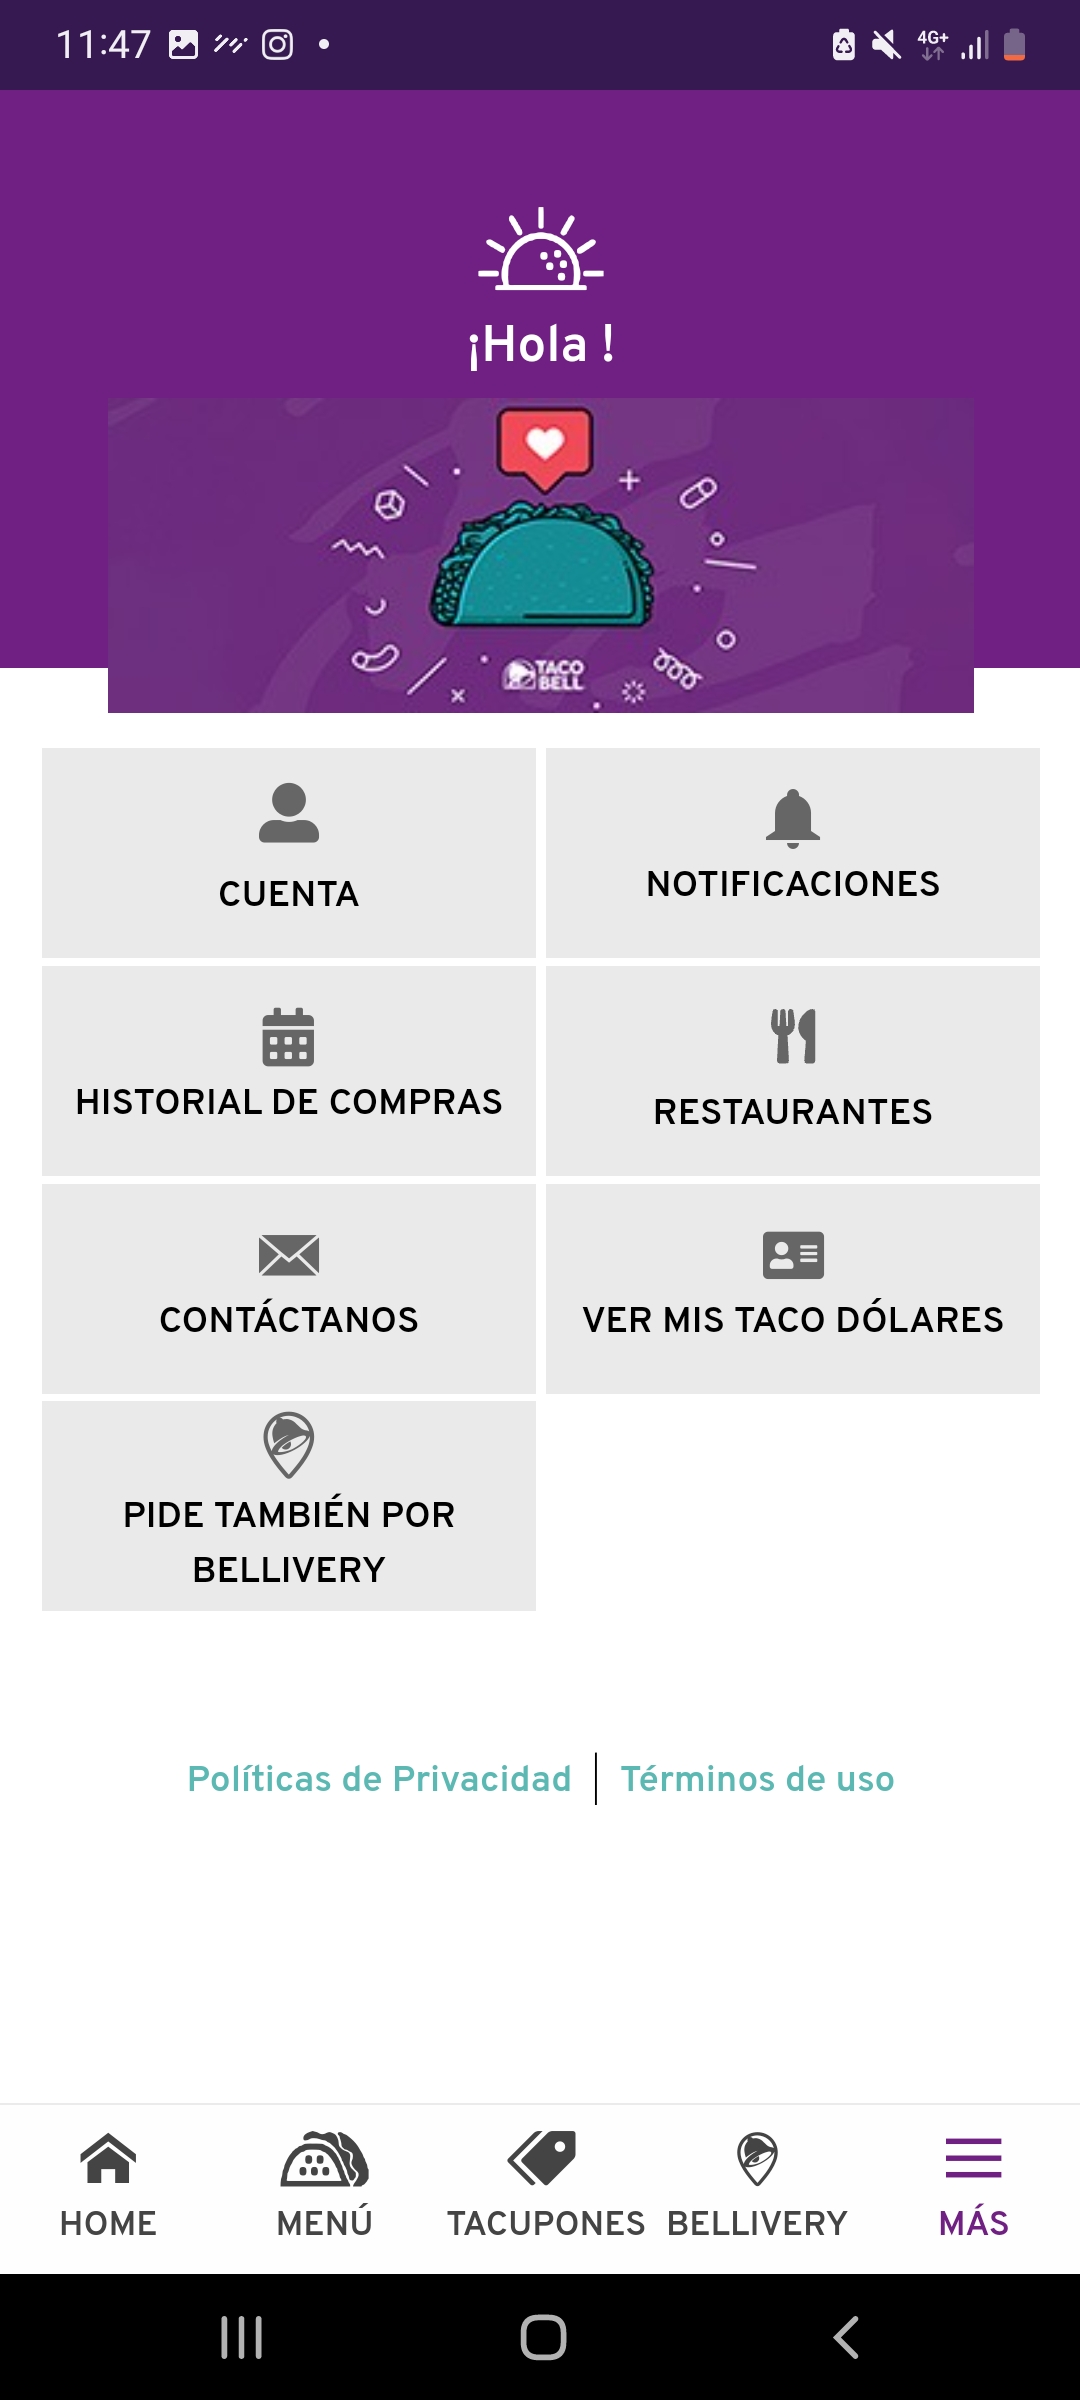 11:47
4G+
¡Hola !
TACO
BELL
CUENTA
NOTIFICACIONES
HISTORIAL DE COMPRAS
RESTAURANTES
CONTÁCTANOS
VER MIS TACO DÓLARES
PIDE TAMBIÉN POR
BELLIVERY
Políticas de Privacidad
Términos de uso
HOME
MENÚ
TACUPONES
BELLIVERY
MÁS